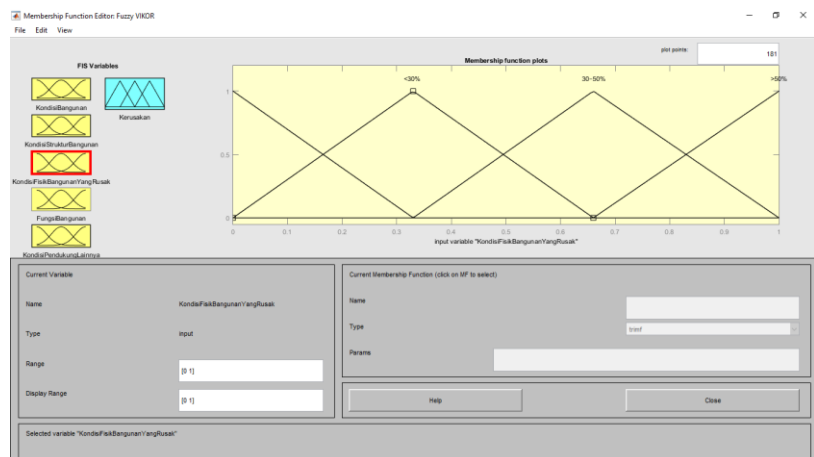 Membership Function Editor: Fuzzy VIKOR
File Edit View
FIS Variables
KondisiBangunan
Kerusakan
KondisiStrukturBangunan
KondisiFisikBangunanYangRusak
FungsiBangunan
KondisiPendukungLainnya
plot points:
181
Membership function plots
<30%
30-50%
>50%
1
0.5
0
0 0.1 0.2 0.3 0.4 0.5 0.6 0.7 0.8 0.9 1
input variable "KondisiFisikBangunanYangRusak"
Current Variable
Name KondisiFisikBangunanYangRusak
Type input
Range [0 1]
Display Range [0 1]
Current Membership Function (click on MF to select)
Name
Type trimf
Params
Help Close
Selected variable "KondisiFisikBangunanYangRusak"